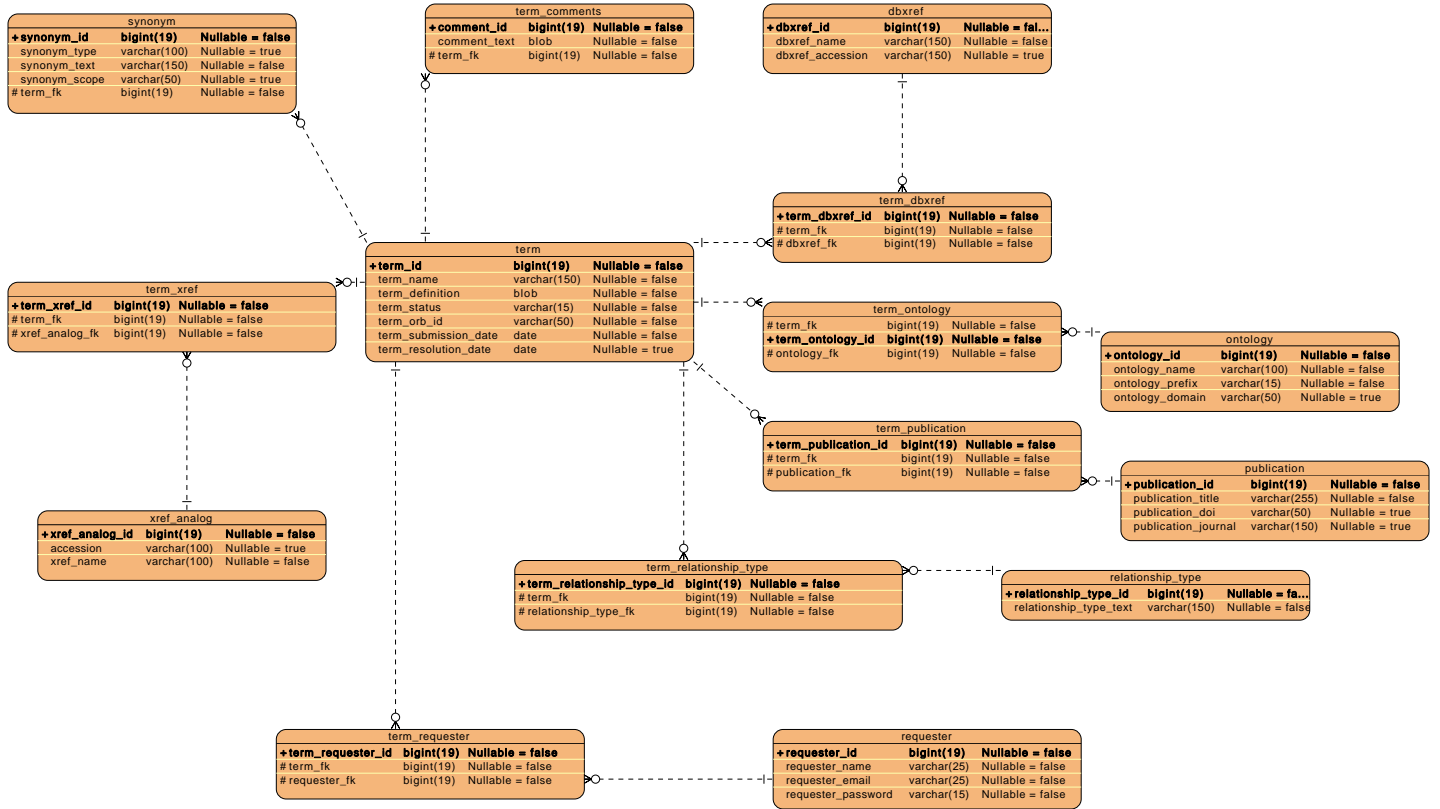 synonym
+synonym_id bigint(19) Nullable = false
synonym_type varchar(100) Nullable = true
synonym_text varchar(150) Nullable = false
synonym_scope varchar(50) Nullable = true
# term_fk bigint(19) Nullable = false
term_comments
+comment_id bigint(19) Nullable = false
comment_text blob Nullable = false
# term_fk bigint(19) Nullable = false
dbxref
+dbxref_id bigint(19) Nullable = fal...
dbxref_name varchar(150) Nullable = false
dbxref_accession varchar(150) Nullable = true
term_dbxref
+term_dbxref_id bigint(19) Nullable = false
# term_fk bigint(19) Nullable = false
# dbxref_fk bigint(19) Nullable = false
term
+term_id bigint(19) Nullable = false
term_name varchar(150) Nullable = false
term_definition blob Nullable = false
term_status varchar(15) Nullable = false
term_orb_id varchar(50) Nullable = false
term_submission_date date Nullable = false
term_resolution_date date Nullable = true
term_xref
+term_xref_id bigint(19) Nullable = false
# term_fk bigint(19) Nullable = false
# xref_analog_fk bigint(19) Nullable = false
term_ontology
# term_fk bigint(19) Nullable = false
+term_ontology_id bigint(19) Nullable = false
# ontology_fk bigint(19) Nullable = false
ontology
+ontology_id bigint(19) Nullable = false
ontology_name varchar(100) Nullable = false
ontology_prefix varchar(15) Nullable = false
ontology_domain varchar(50) Nullable = true
term_publication
+term_publication_id bigint(19) Nullable = false
# term_fk bigint(19) Nullable = false
# publication_fk bigint(19) Nullable = false
publication
+publication_id bigint(19) Nullable = false
publication_title varchar(255) Nullable = false
publication_doi varchar(50) Nullable = true
publication_journal varchar(150) Nullable = true
xref_analog
+xref_analog_id bigint(19) Nullable = false
accession varchar(100) Nullable = true
xref_name varchar(100) Nullable = false
term_relationship_type
+term_relationship_type_id bigint(19) Nullable = false
# term_fk bigint(19) Nullable = false
# relationship_type_fk bigint(19) Nullable = false
relationship_type
+relationship_type_id bigint(19) Nullable = fa...
relationship_type_text varchar(150) Nullable = false
term_requester
+term_requester_id bigint(19) Nullable = false
# term_fk bigint(19) Nullable = false
# requester_fk bigint(19) Nullable = false
requester
+requester_id bigint(19) Nullable = false
requester_name varchar(25) Nullable = false
requester_email varchar(25) Nullable = false
requester_password varchar(15) Nullable = false